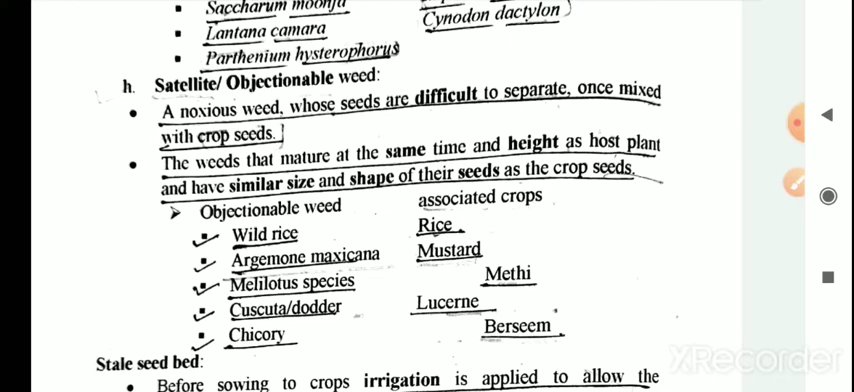 ▪ Saccharum moonja
▪ Lantana camara Cynodon dactylon
▪ Parthenium hysterophorus
h. Satellite/ Objectionable weed:
• A noxious weed, whose seeds are difficult to separate, once mixed
with crop seeds.
• The weeds that mature at the same time and height as host plant
and have similar size and shape of their seeds as the crop seeds.
➤ Objectionable weed associated crops
▪ Wild rice Rice
▪ Argemone maxicana Mustard
▪ Melilotus species Methi
▪ Cuscuta/dodder Lucerne
▪ Chicory Berseem
Stale seed bed:
• Before sowing to crops irrigation is applied to allow the
XRecorder